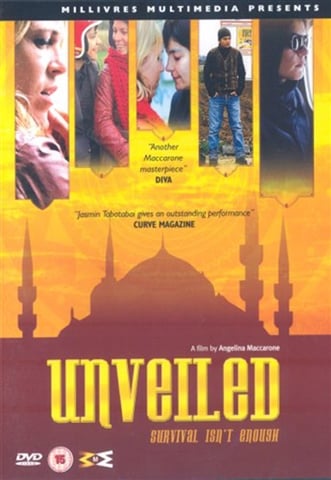 MILLIVRES MULTIMEDIA PRESENTS
"Another
Maccarone
masterpiece"
DIVA
"Jasmin Tabatabai gives an outstanding performance"
CURVE MAGAZINE
A film by Angelina Maccarone
UNVEILED
SURVIVAL ISN'T ENOUGH
DVD
VIDEO
15
M